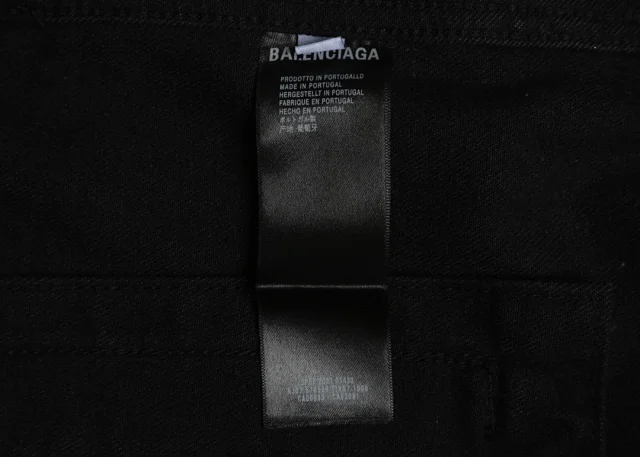 BALENCIAGA
PRODOTTO IN PORTOGALLO
MADE IN PORTUGAL
HERGESTELLT IN PORTUGAL
FABRIQUE EN PORTUGAL
HECHO EN PORTUGAL
ポルトガル製
产地:葡萄牙